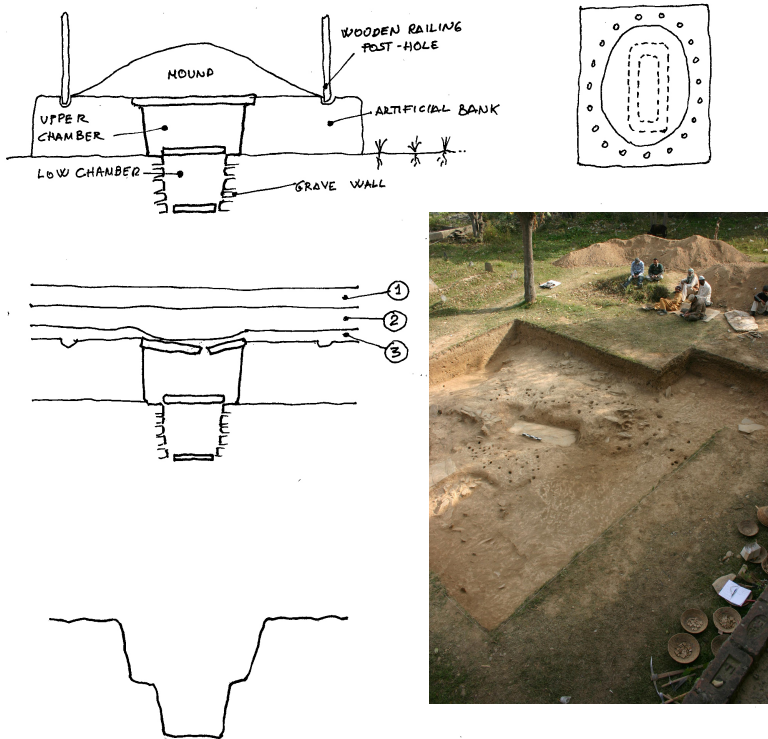 WOODEN RAILING
POST-HOLE
MOUND
UPPER
CHAMBER
ARTIFICIAL BANK
LOW CHAMBER
GRAVE WALL
1
2
3